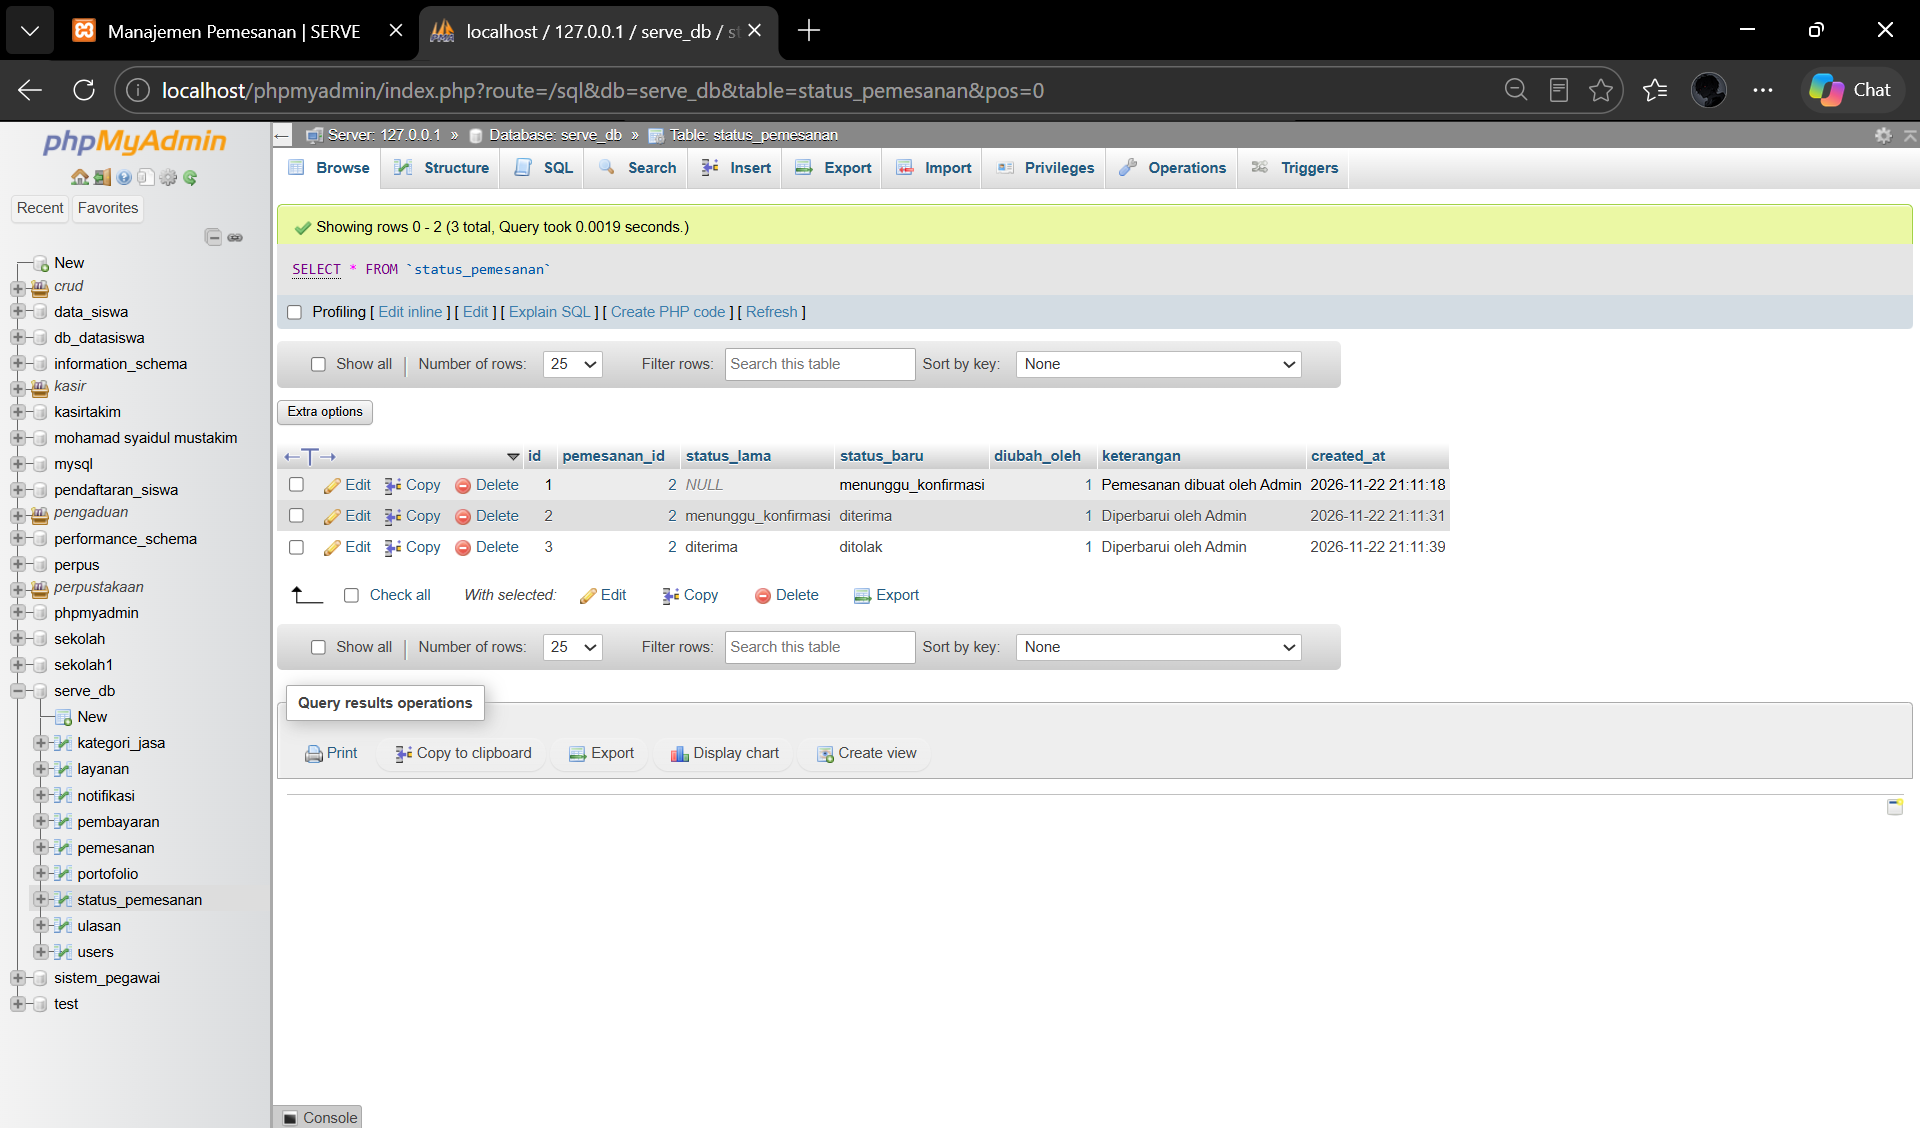 Manajemen Pemesanan | SERVE
localhost / 127.0.0.1 / serve_db / st
localhost/phpmyadmin/index.php?route=/sql&db=serve_db&table=status_pemesanan&pos=0
Chat
phpMyAdmin
Recent
Favorites
New
crud
data_siswa
db_datasiswa
information_schema
kasir
kasirtakim
mohamad syaidul mustakim
mysql
pendaftaran_siswa
pengaduan
performance_schema
perpus
perpustakaan
phpmyadmin
sekolah
sekolah1
serve_db
New
kategori_jasa
layanan
notifikasi
pembayaran
pemesanan
portofolio
status_pemesanan
ulasan
users
sistem_pegawai
test
Server: 127.0.0.1 » Database: serve_db » Table: status_pemesanan
Browse Structure SQL Search Insert Export Import Privileges Operations Triggers
Showing rows 0 - 2 (3 total, Query took 0.0019 seconds.)
SELECT * FROM `status_pemesanan`
Profiling [ Edit inline ] [ Edit ] [ Explain SQL ] [ Create PHP code ] [ Refresh ]
Show all | Number of rows: 25 Filter rows: Search this table Sort by key: None
Extra options
←T→ id pemesanan_id status_lama status_baru diubah_oleh keterangan created_at
Edit Copy Delete 1 2 NULL menunggu_konfirmasi 1 Pemesanan dibuat oleh Admin 2026-11-22 21:11:18
Edit Copy Delete 2 2 menunggu_konfirmasi diterima 1 Diperbarui oleh Admin 2026-11-22 21:11:31
Edit Copy Delete 3 2 diterima ditolak 1 Diperbarui oleh Admin 2026-11-22 21:11:39
Check all With selected: Edit Copy Delete Export
Show all | Number of rows: 25 Filter rows: Search this table Sort by key: None
Query results operations
Print Copy to clipboard Export Display chart Create view
Console